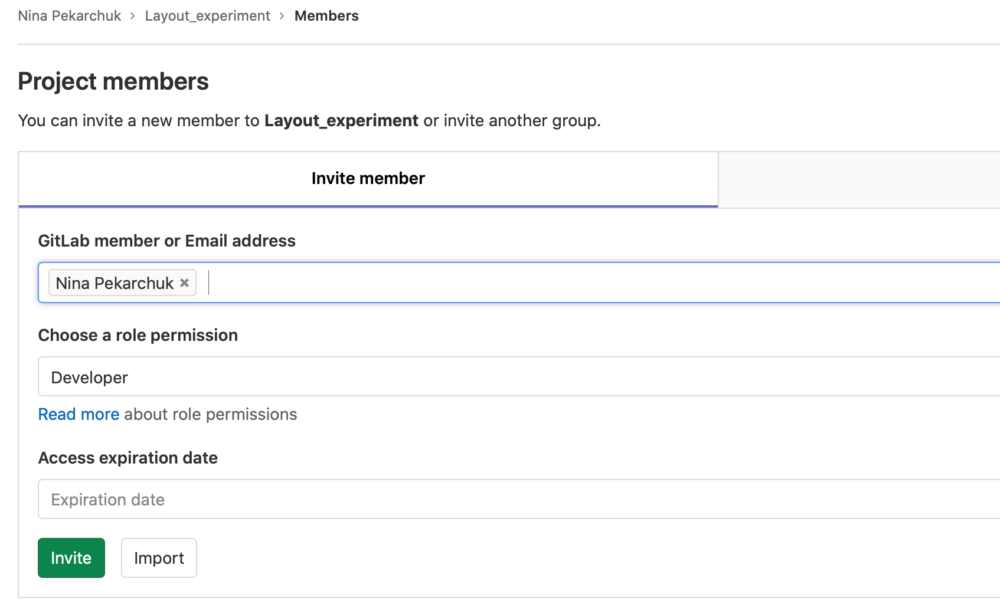 Nina Pekarchuk > Layout_experiment > Members
Project members
You can invite a new member to Layout_experiment or invite another group.
Invite member
GitLab member or Email address
Nina Pekarchuk ×
Choose a role permission
Developer
Read more about role permissions
Access expiration date
Expiration date
Invite Import